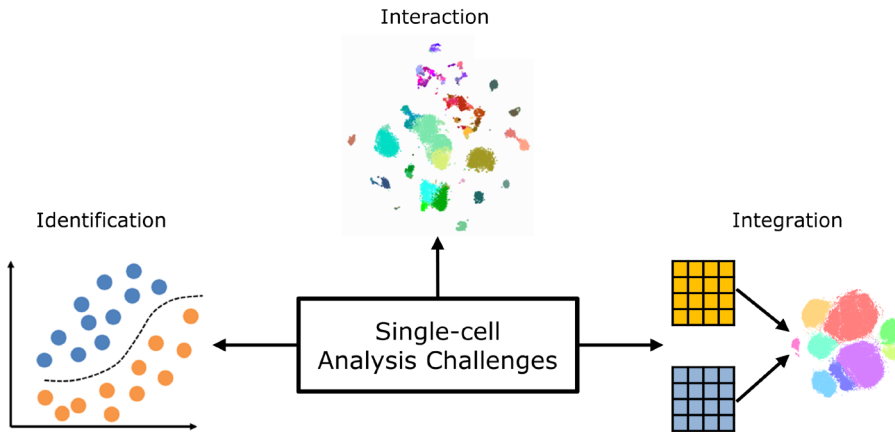 Interaction
Identification
Integration
Single-cell
Analysis Challenges